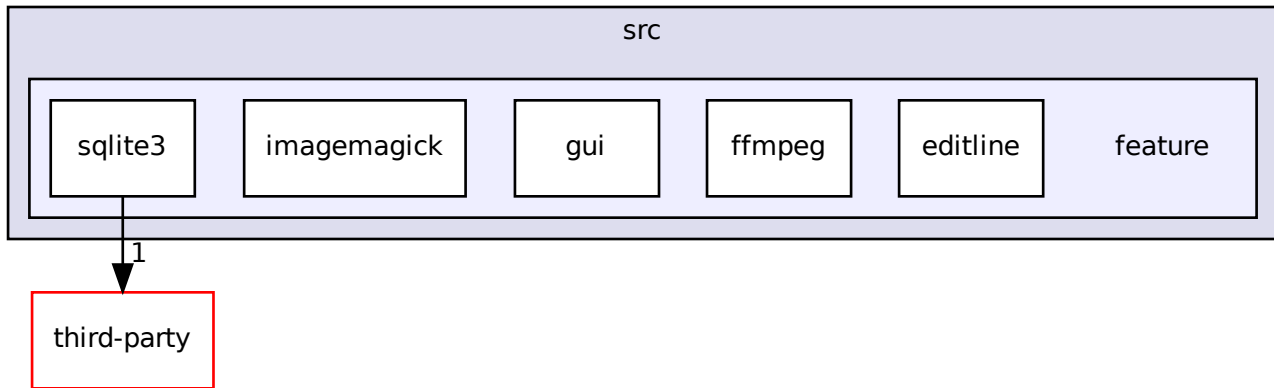 src
sqlite3
imagemagick
gui
ffmpeg
editline
feature
1
third-party